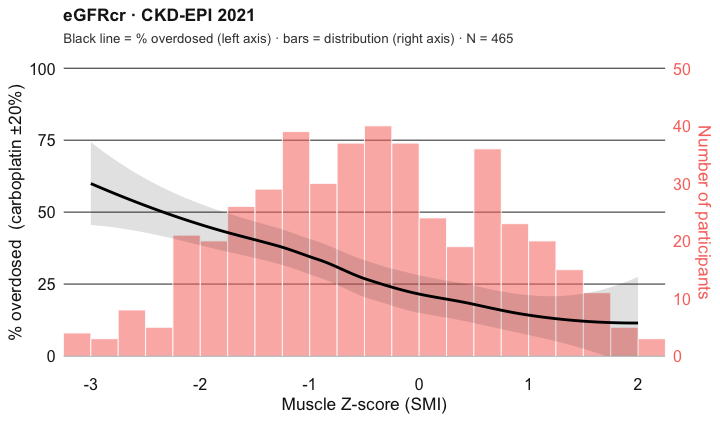 eGFRcr · CKD-EPI 2021
Black line = % overdosed (left axis) · bars = distribution (right axis) · N = 465
% overdosed  (carboplatin ±20%)
100
75
50
25
0
50
40
30
20
10
0
Number of participants
-3 -2 -1 0 1 2
Muscle Z-score (SMI)